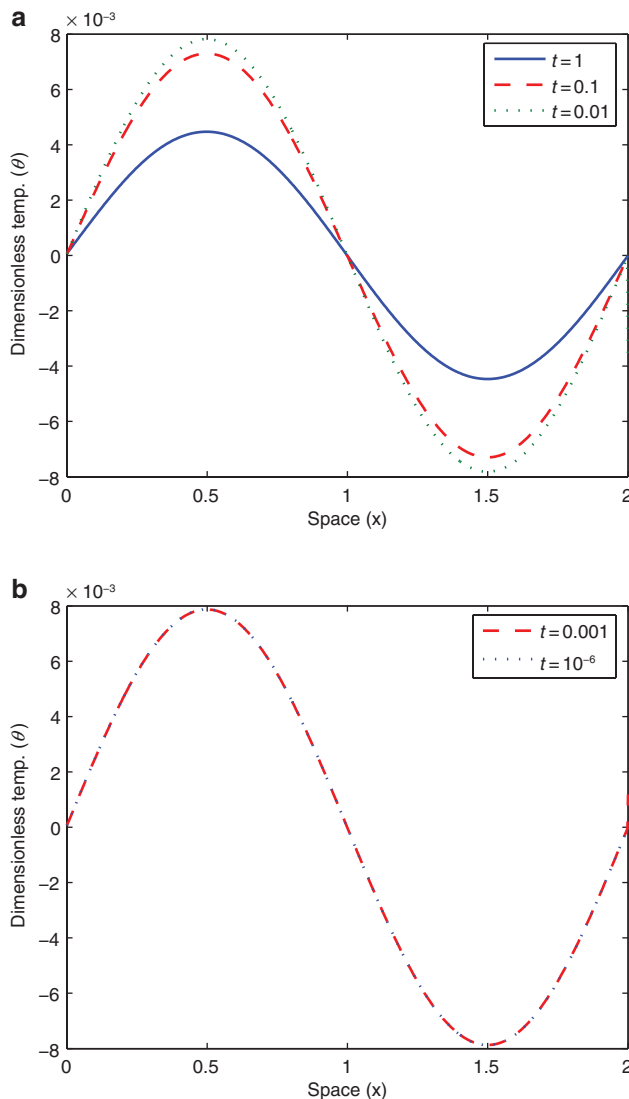 a
× 10⁻³
8
6
4
2
0
−2
−4
−6
−8
Dimensionless temp. (θ)
t = 1
t = 0.1
t = 0.01
0 0.5 1 1.5 2
Space (x)
b
× 10⁻³
8
6
4
2
0
−2
−4
−6
−8
Dimensionless temp. (θ)
t = 0.001
t = 10⁻⁶
0 0.5 1 1.5 2
Space (x)